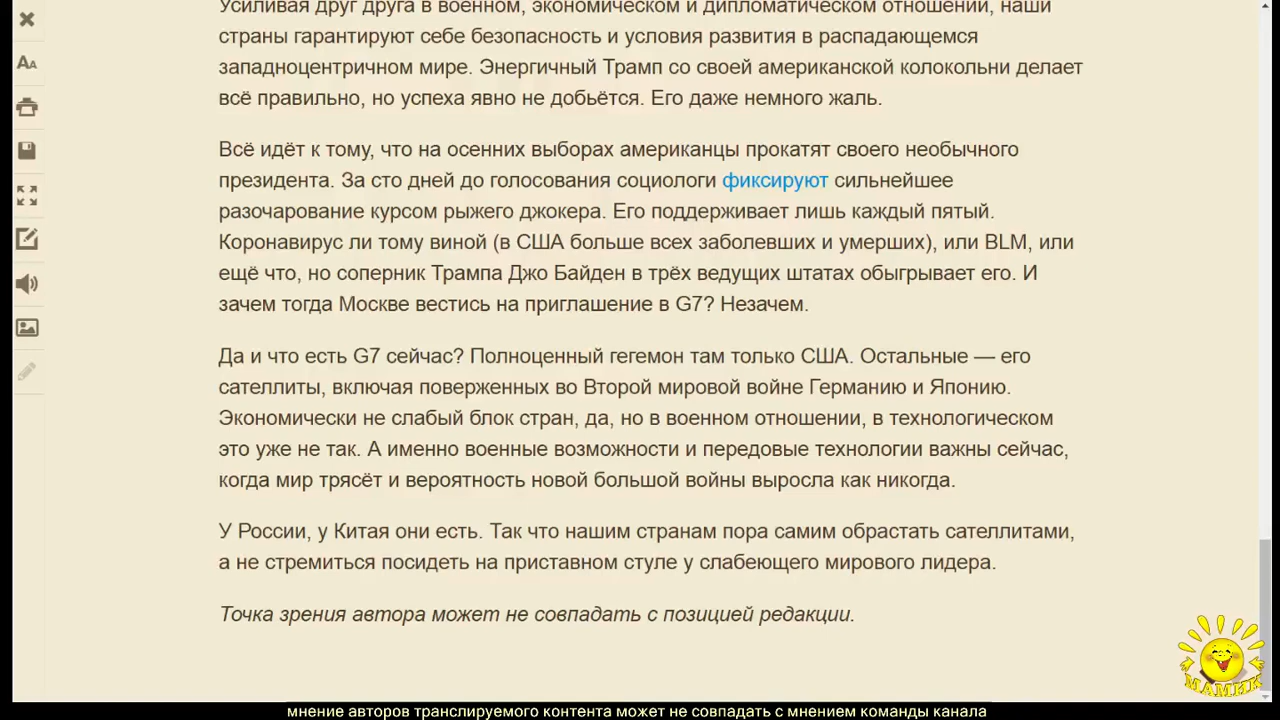 Усиливая друг друга в военном, экономическом и дипломатическом отношении, наши
страны гарантируют себе безопасность и условия развития в распадающемся
западноцентричном мире. Энергичный Трамп со своей американской колокольни делает
всё правильно, но успеха явно не добьётся. Его даже немного жаль.
Всё идёт к тому, что на осенних выборах американцы прокатят своего необычного
президента. За сто дней до голосования социологи фиксируют сильнейшее
разочарование курсом рыжего джокера. Его поддерживает лишь каждый пятый.
Коронавирус ли тому виной (в США больше всех заболевших и умерших), или BLM, или
ещё что, но соперник Трампа Джо Байден в трёх ведущих штатах обыгрывает его. И
зачем тогда Москве вестись на приглашение в G7? Незачем.
Да и что есть G7 сейчас? Полноценный гегемон там только США. Остальные — его
сателлиты, включая поверженных во Второй мировой войне Германию и Японию.
Экономически не слабый блок стран, да, но в военном отношении, в технологическом
это уже не так. А именно военные возможности и передовые технологии важны сейчас,
когда мир трясёт и вероятность новой большой войны выросла как никогда.
У России, у Китая они есть. Так что нашим странам пора самим обрастать сателлитами,
а не стремиться посидеть на приставном стуле у слабеющего мирового лидера.
Точка зрения автора может не совпадать с позицией редакции.
МАМИК
мнение авторов транслируемого контента может не совпадать с мнением команды канала